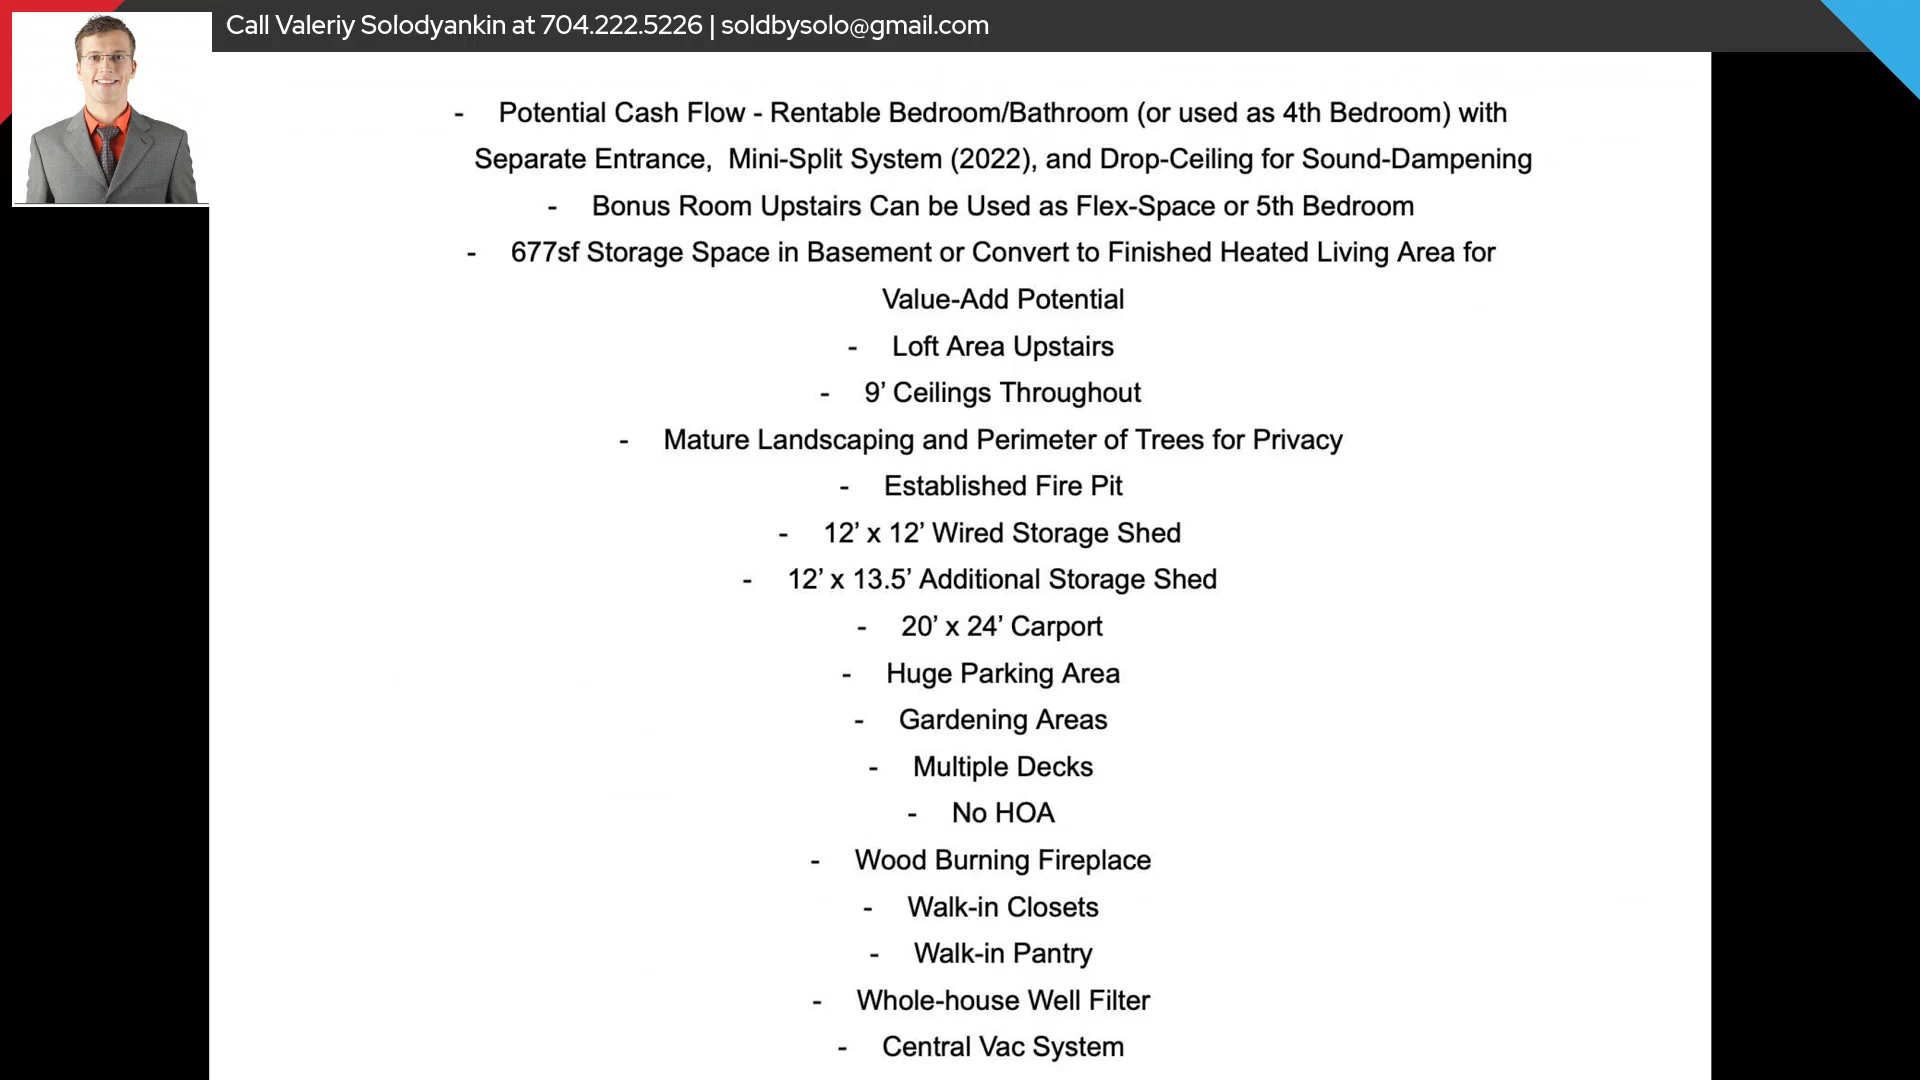 Call Valeriy Solodyankin at 704.222.5226 | soldbysolo@gmail.com
- Potential Cash Flow - Rentable Bedroom/Bathroom (or used as 4th Bedroom) with
Separate Entrance, Mini-Split System (2022), and Drop-Ceiling for Sound-Dampening
- Bonus Room Upstairs Can be Used as Flex-Space or 5th Bedroom
- 677sf Storage Space in Basement or Convert to Finished Heated Living Area for
Value-Add Potential
- Loft Area Upstairs
- 9’ Ceilings Throughout
- Mature Landscaping and Perimeter of Trees for Privacy
- Established Fire Pit
- 12’ x 12’ Wired Storage Shed
- 12’ x 13.5’ Additional Storage Shed
- 20’ x 24’ Carport
- Huge Parking Area
- Gardening Areas
- Multiple Decks
- No HOA
- Wood Burning Fireplace
- Walk-in Closets
- Walk-in Pantry
- Whole-house Well Filter
- Central Vac System